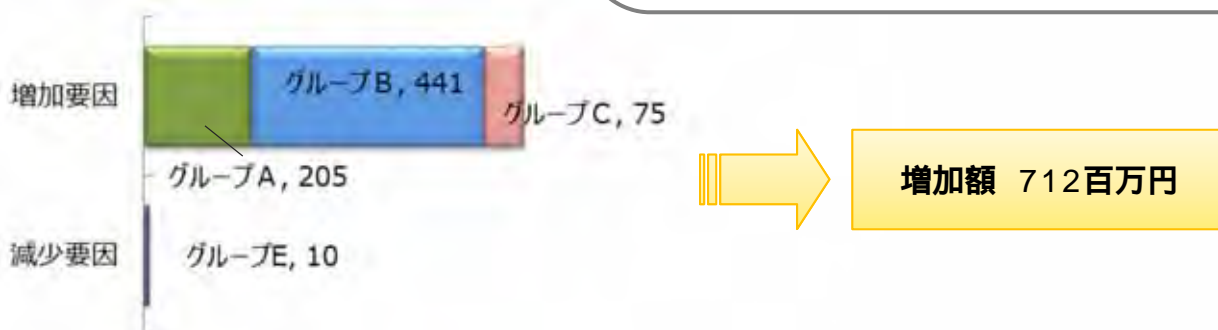 増加要因
グループB, 441
グループC, 75
グループA, 205
減少要因
グループE, 10
増加額 712百万円